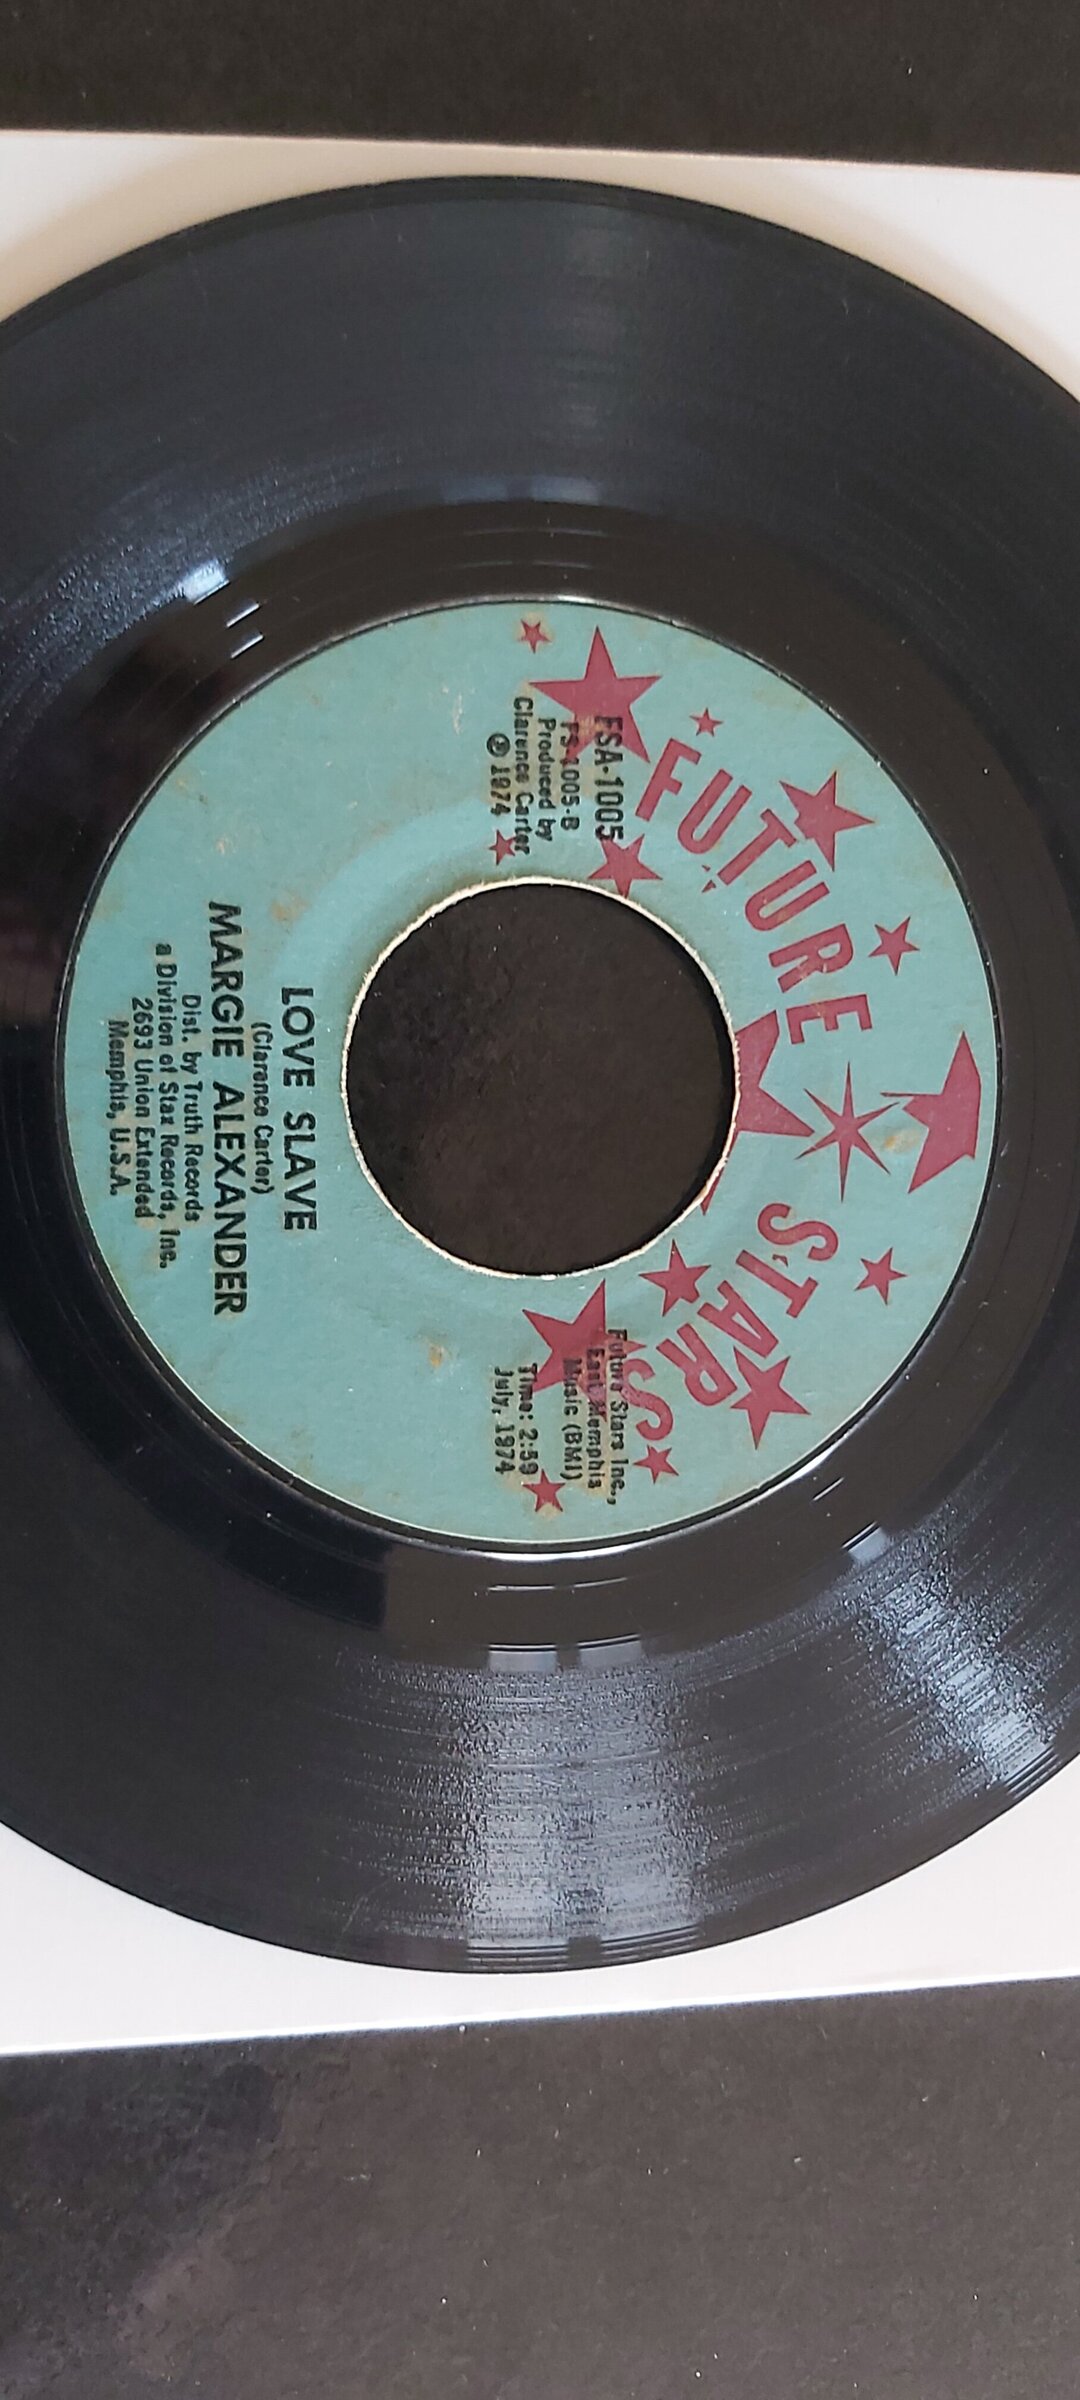 FUTURE STARS
FSA-1005
FS-1005-B
Produced by
Clarence Carter
℗ 1974
Future Stars Inc.,
East Memphis
Music (BMI)
Time: 2:59
July, 1974
LOVE SLAVE
(Clarence Carter)
MARGIE ALEXANDER
Dist. by Truth Records
a Division of Stax Records, Inc.
2693 Union Extended
Memphis, U.S.A.